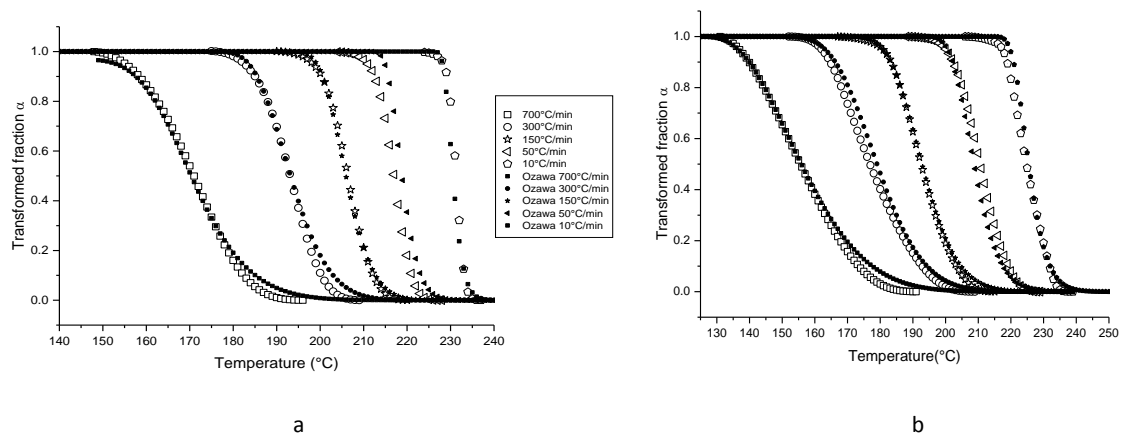 1.0
0.8
0.6
0.4
0.2
0.0
Transformed fraction α
140 150 160 170 180 190 200 210 220 230 240
Temperature (°C)
700°C/min
300°C/min
150°C/min
50°C/min
10°C/min
Ozawa 700°C/min
Ozawa 300°C/min
Ozawa 150°C/min
Ozawa 50°C/min
Ozawa 10°C/min
1.0
0.8
0.6
0.4
0.2
0.0
Transformed fraction α
130 140 150 160 170 180 190 200 210 220 230 240 250
Temperature(°C)
a
b